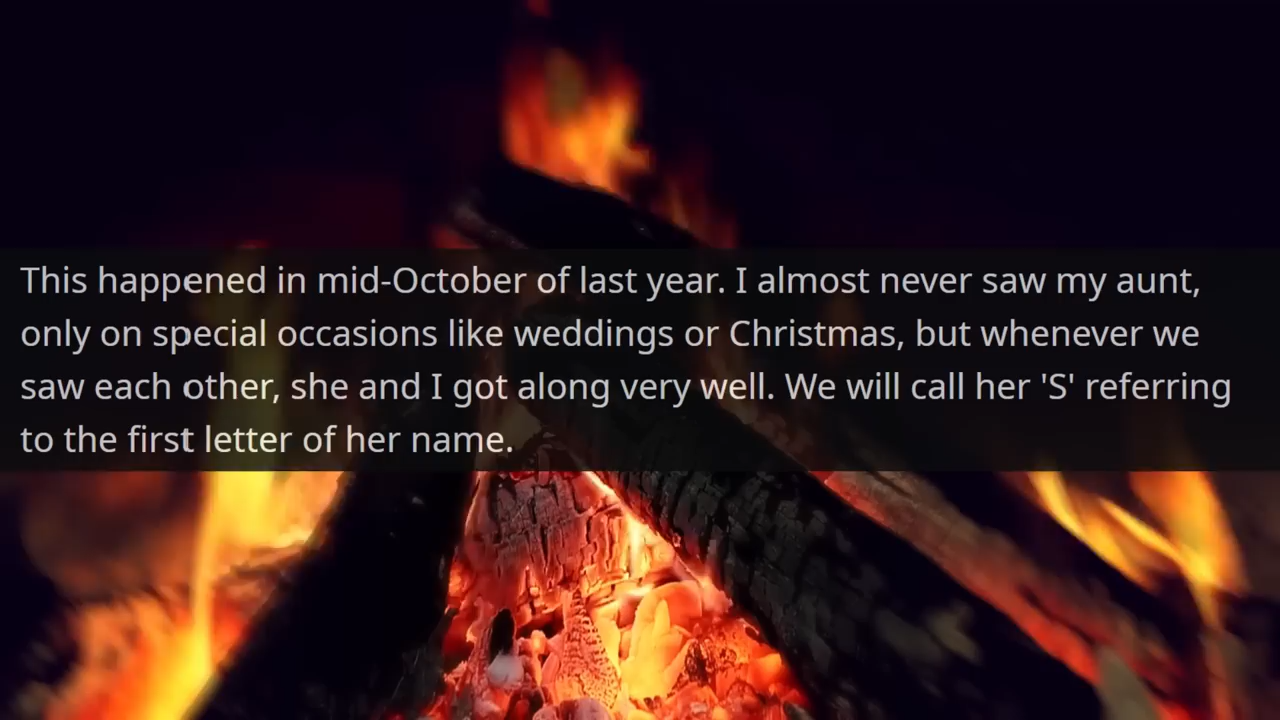 This happened in mid-October of last year. I almost never saw my aunt,
only on special occasions like weddings or Christmas, but whenever we
saw each other, she and I got along very well. We will call her 'S' referring
to the first letter of her name.